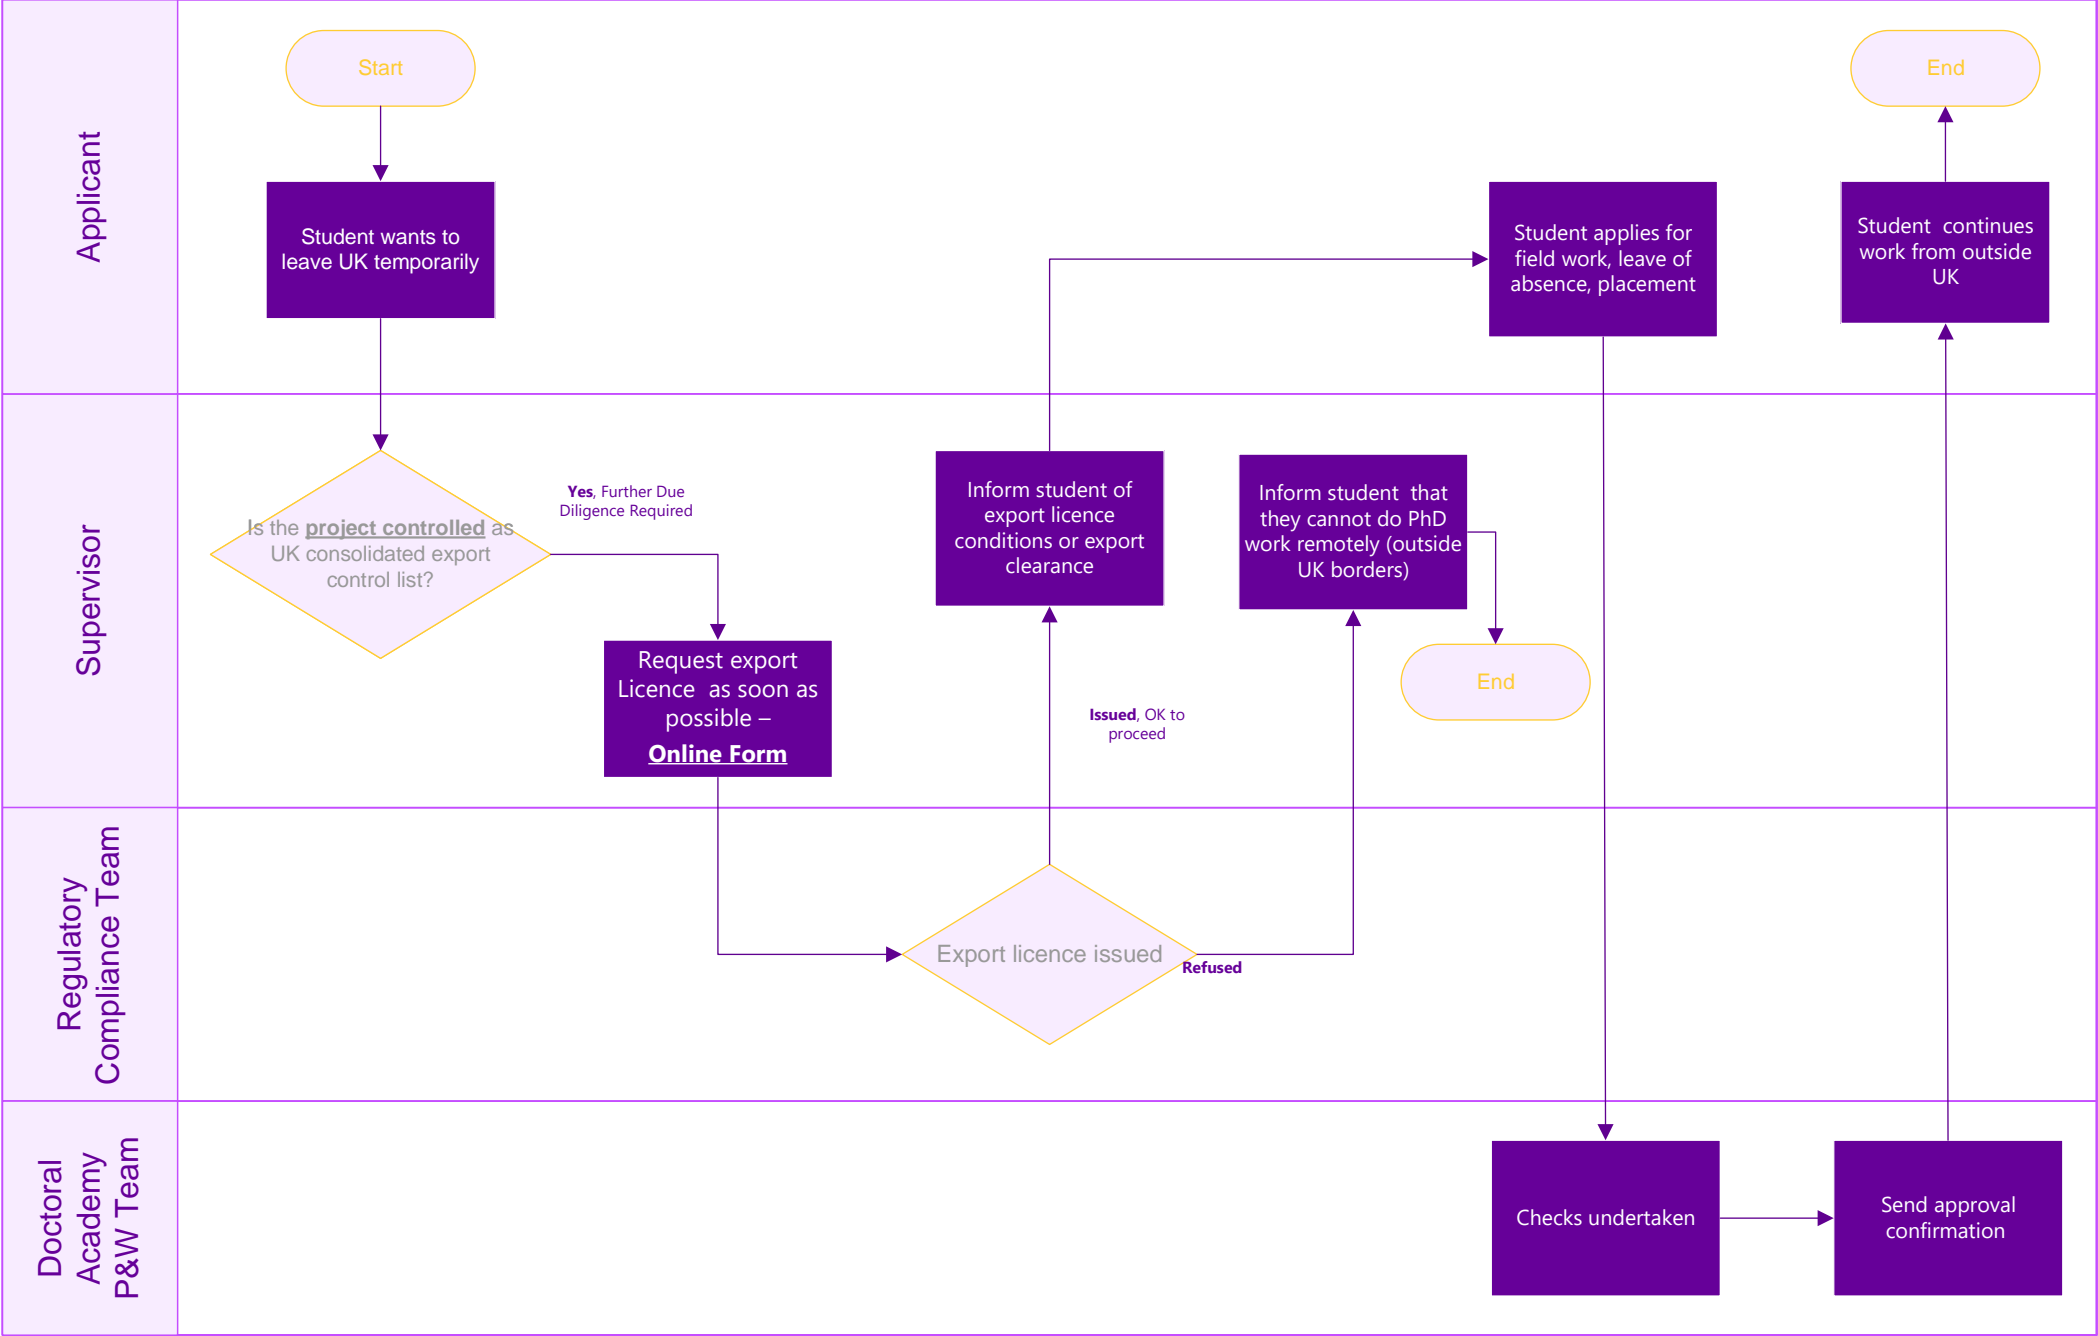 Applicant
Start
Student wants to
leave UK temporarily
Student applies for
field work, leave of
absence, placement
End
Student  continues
work from outside
UK
Supervisor
Is the project controlled as
UK consolidated export
control list?
Yes, Further Due
Diligence Required
Request export
Licence  as soon as
possible –
Online Form
Inform student of
export licence
conditions or export
clearance
Issued, OK to
proceed
Inform student  that
they cannot do PhD
work remotely (outside
UK borders)
End
Regulatory
Compliance Team
Export licence issued
Refused
Doctoral
Academy
P&W Team
Checks undertaken
Send approval
confirmation